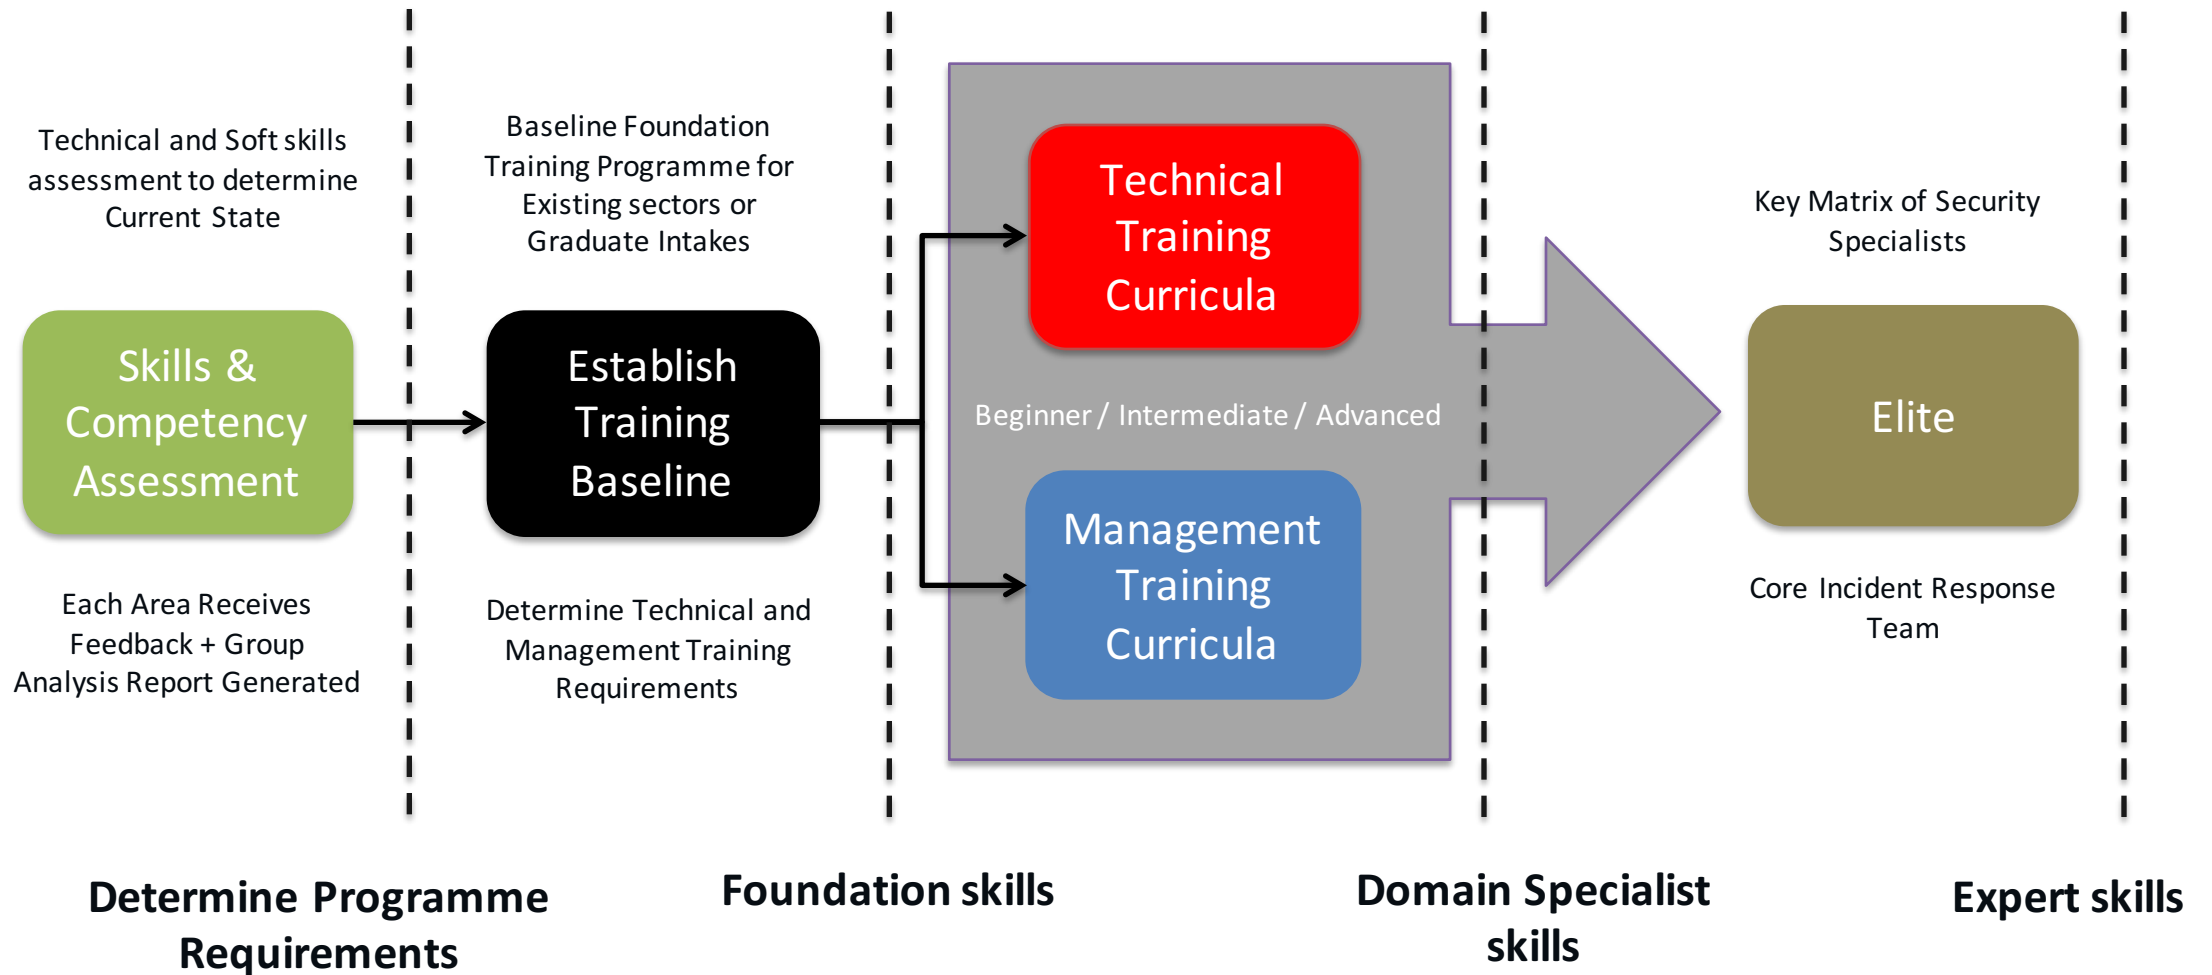 Technical and Soft skills
assessment to determine
Current State
Skills &
Competency
Assessment
Each Area Receives
Feedback + Group
Analysis Report Generated
Baseline Foundation
Training Programme for
Existing sectors or
Graduate Intakes
Establish
Training
Baseline
Determine Technical and
Management Training
Requirements
Technical
Training
Curricula
Beginner / Intermediate / Advanced
Management
Training
Curricula
Key Matrix of Security
Specialists
Elite
Core Incident Response
Team
Determine Programme
Requirements
Foundation skills
Domain Specialist
skills
Expert skills